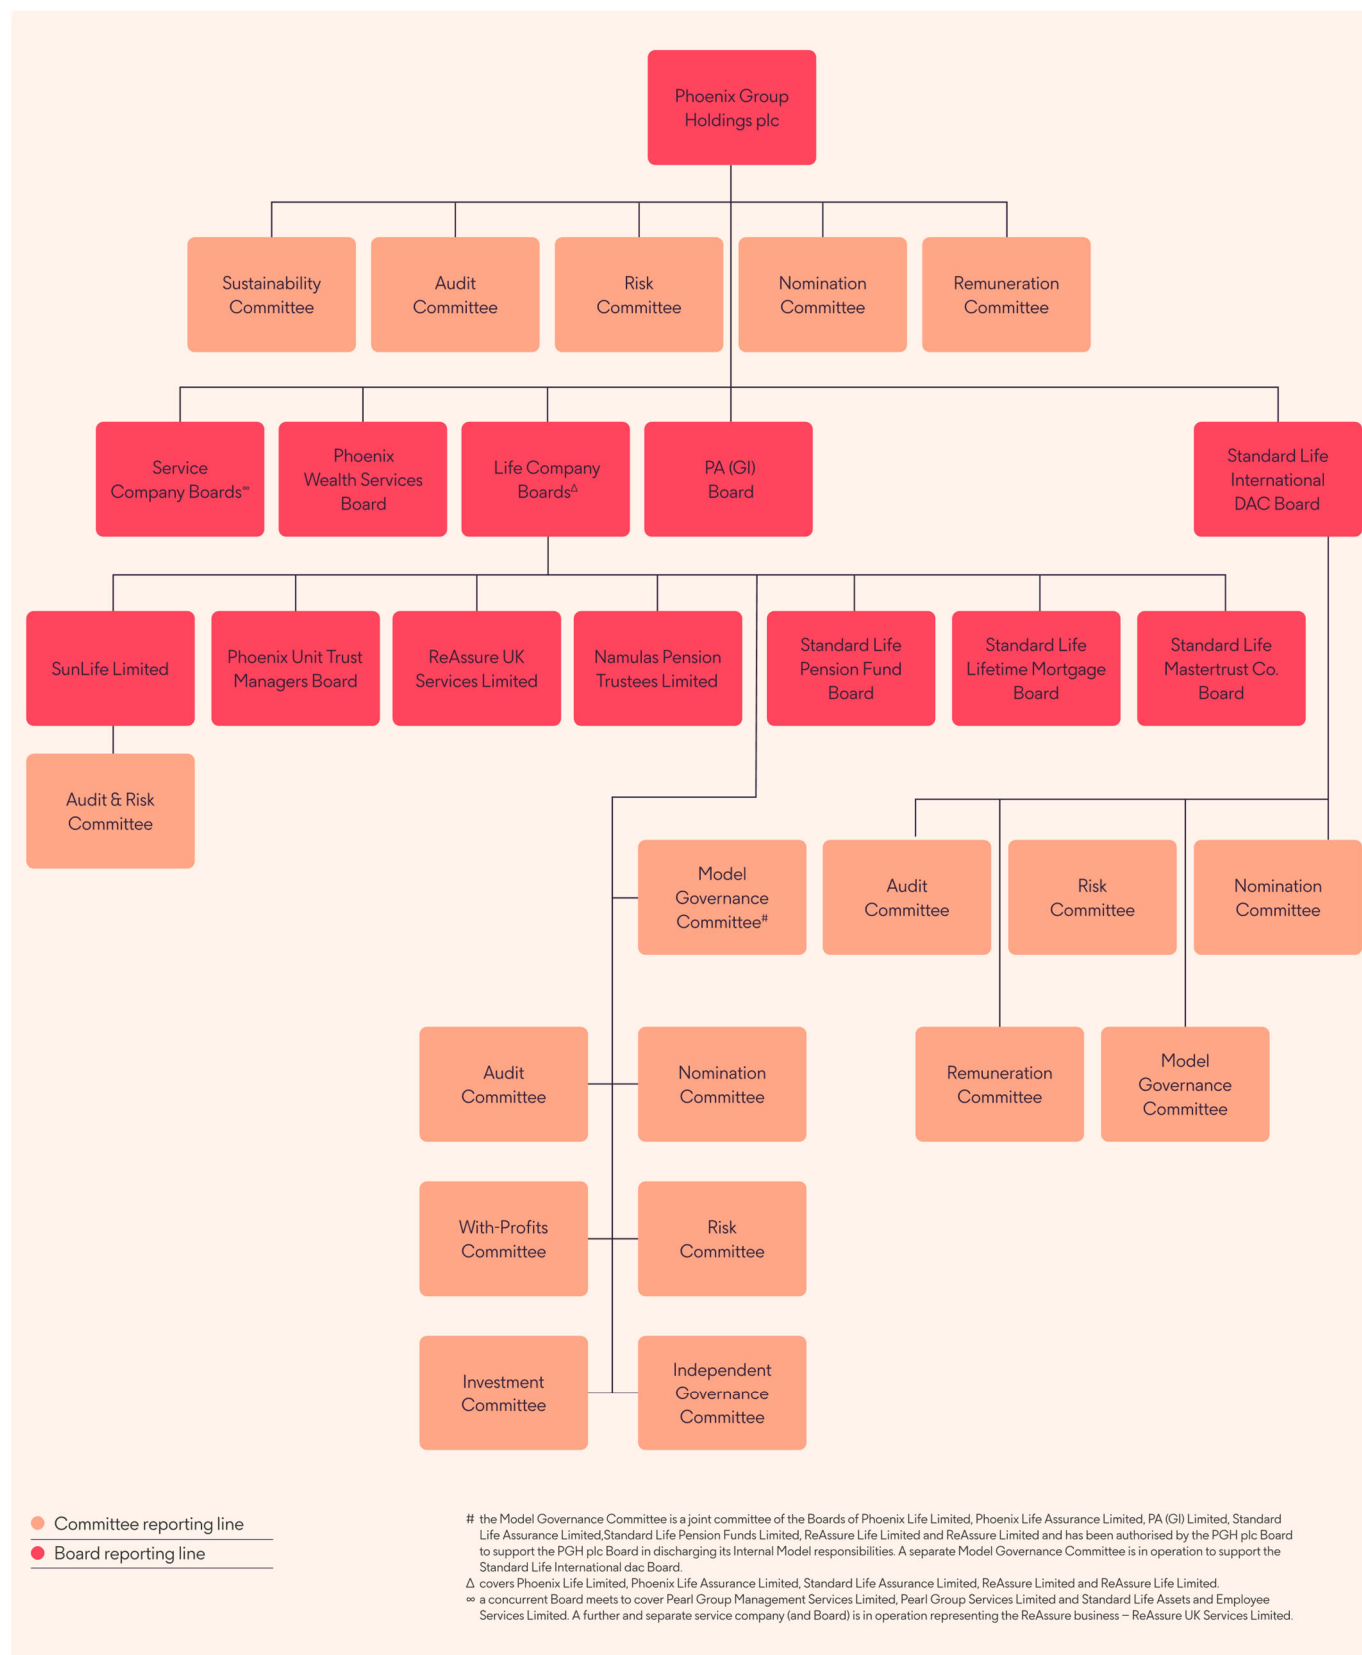 Phoenix Group
Holdings plc
Sustainability
Committee
Audit
Committee
Risk
Committee
Nomination
Committee
Remuneration
Committee
Service
Company Boards∞
Phoenix
Wealth Services
Board
Life Company
Boards∆
PA (GI)
Board
Standard Life
International
DAC Board
SunLife Limited
Phoenix Unit Trust
Managers Board
ReAssure UK
Services Limited
Namulas Pension
Trustees Limited
Standard Life
Pension Fund
Board
Standard Life
Lifetime Mortgage
Board
Standard Life
Mastertrust Co.
Board
Audit & Risk
Committee
Model
Governance
Committee#
Audit
Committee
Risk
Committee
Nomination
Committee
Audit
Committee
Nomination
Committee
Remuneration
Committee
Model
Governance
Committee
With-Profits
Committee
Risk
Committee
Investment
Committee
Independent
Governance
Committee
Committee reporting line
Board reporting line
# the Model Governance Committee is a joint committee of the Boards of Phoenix Life Limited, Phoenix Life Assurance Limited, PA (GI) Limited, Standard
Life Assurance Limited,Standard Life Pension Funds Limited, ReAssure Life Limited and ReAssure Limited and has been authorised by the PGH plc Board
to support the PGH plc Board in discharging its Internal Model responsibilities. A separate Model Governance Committee is in operation to support the
Standard Life International dac Board.
∆ covers Phoenix Life Limited, Phoenix Life Assurance Limited, Standard Life Assurance Limited, ReAssure Limited and ReAssure Life Limited.
∞ a concurrent Board meets to cover Pearl Group Management Services Limited, Pearl Group Services Limited and Standard Life Assets and Employee
Services Limited. A further and separate service company (and Board) is in operation representing the ReAssure business – ReAssure UK Services Limited.